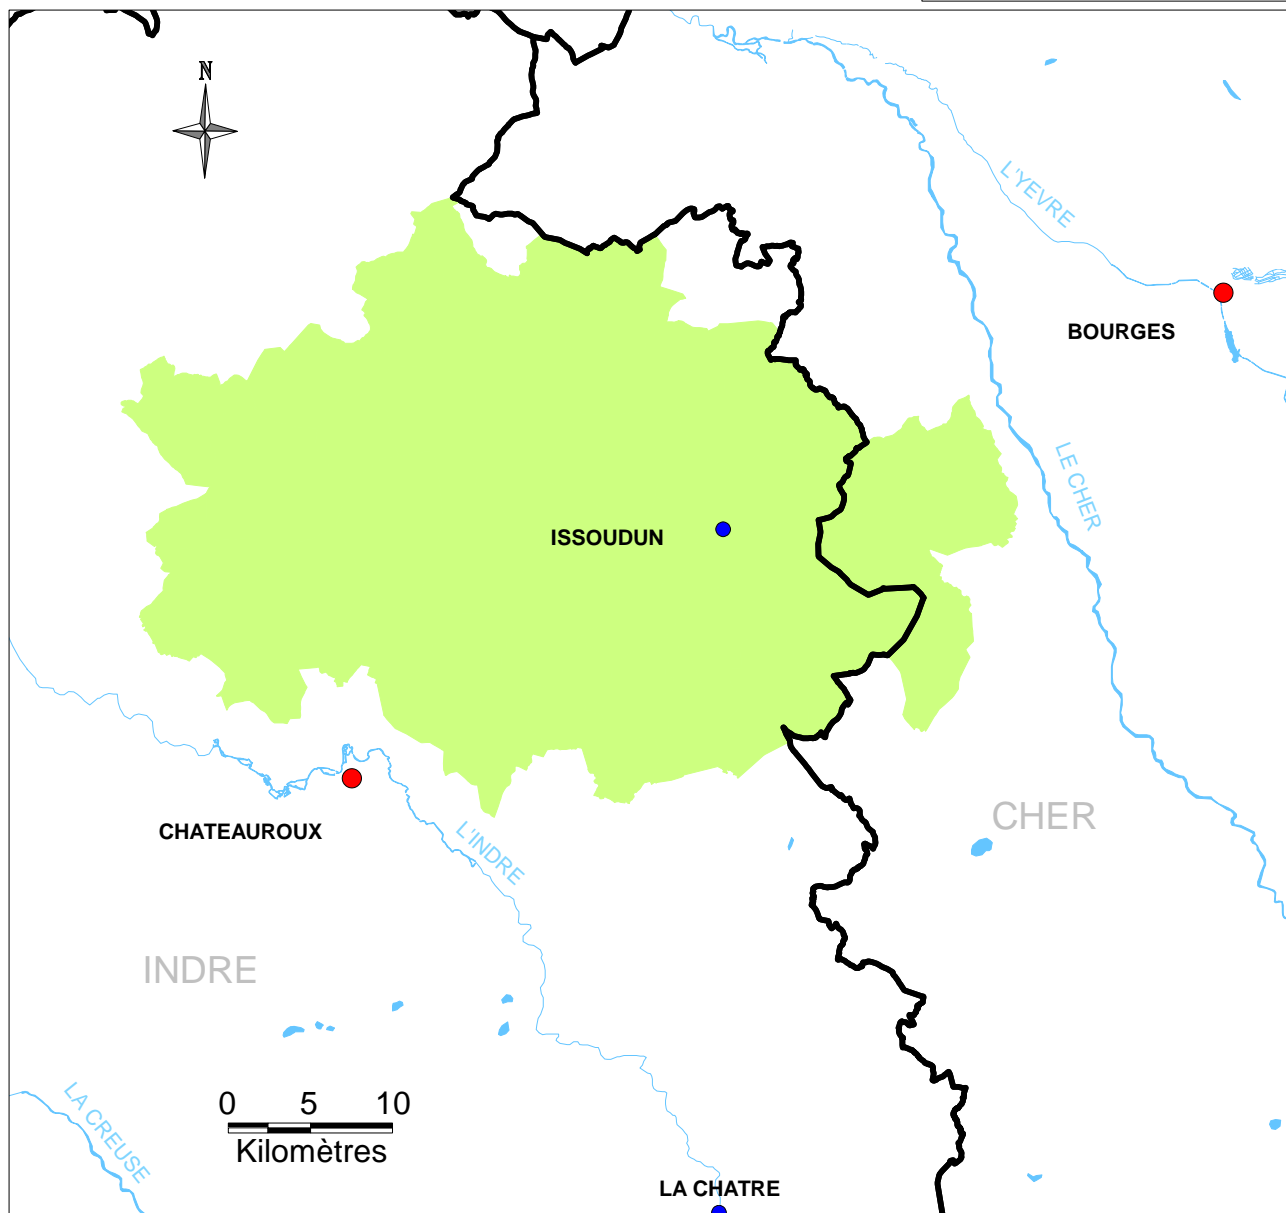 N
L'YEVRE
BOURGES
LE CHER
ISSOUDUN
CHER
CHATEAUROUX
L'INDRE
INDRE
LA CREUSE
0 5 10
Kilomètres
LA CHATRE